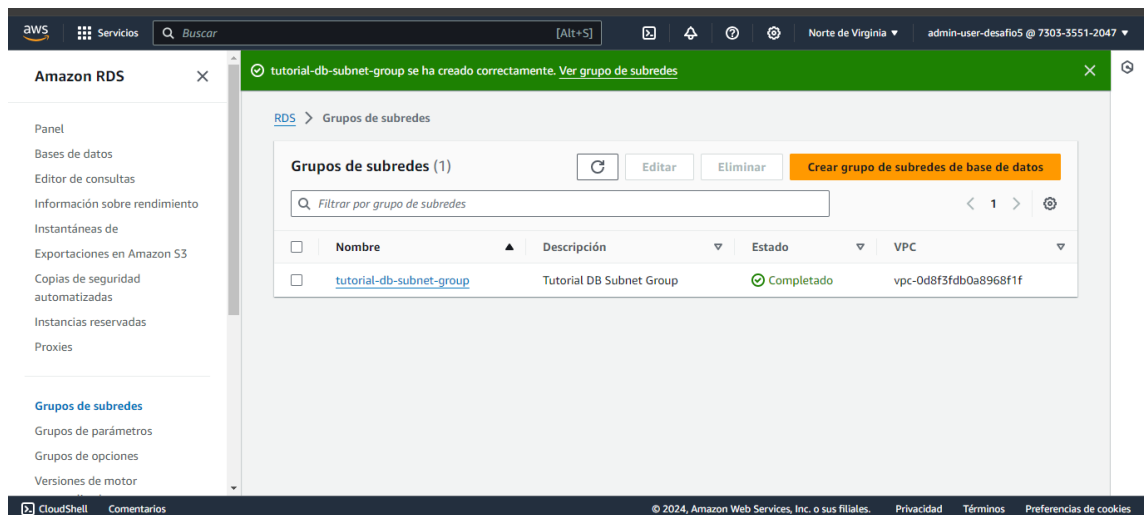 aws
Servicios
Buscar
[Alt+S]
Norte de Virginia
admin-user-desafio5 @ 7303-3551-2047
Amazon RDS
Panel
Bases de datos
Editor de consultas
Información sobre rendimiento
Instantáneas de
Exportaciones en Amazon S3
Copias de seguridad
automatizadas
Instancias reservadas
Proxies
Grupos de subredes
Grupos de parámetros
Grupos de opciones
Versiones de motor
tutorial-db-subnet-group se ha creado correctamente. Ver grupo de subredes
RDS > Grupos de subredes
Grupos de subredes (1)
Editar
Eliminar
Crear grupo de subredes de base de datos
Filtrar por grupo de subredes
< 1 >
Nombre Descripción Estado VPC
tutorial-db-subnet-group Tutorial DB Subnet Group Completado vpc-0d8f3fdb0a8968f1f
CloudShell Comentarios © 2024, Amazon Web Services, Inc. o sus filiales. Privacidad Términos Preferencias de cookies